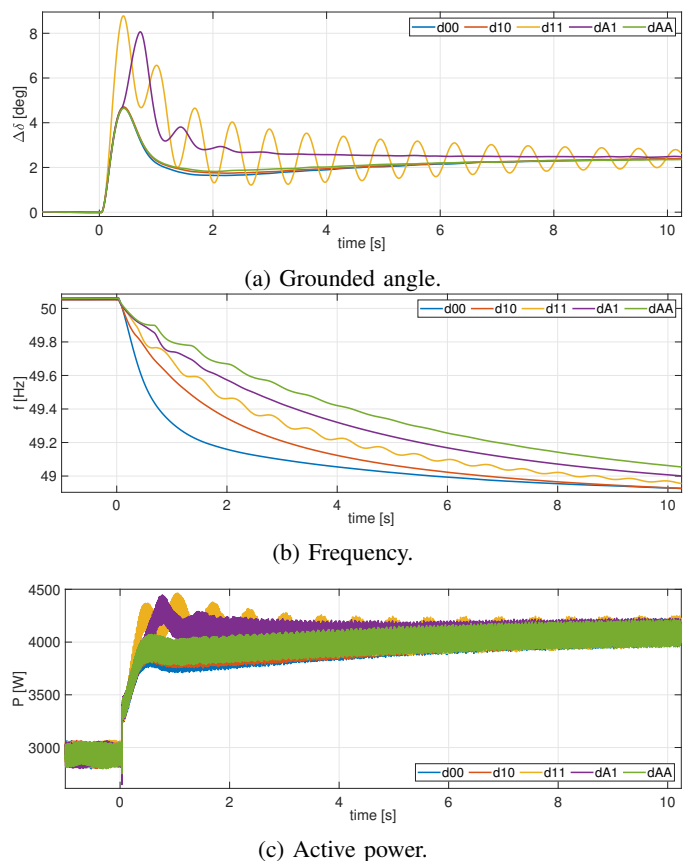 d00 d10 d11 dA1 dAA
8
6
4
2
0
Δδ [deg]
0 2 4 6 8 10
time [s]
(a) Grounded angle.
d00 d10 d11 dA1 dAA
50
49.8
49.6
49.4
49.2
49
f [Hz]
0 2 4 6 8 10
time [s]
(b) Frequency.
4500
4000
3500
3000
P [W]
d00 d10 d11 dA1 dAA
0 2 4 6 8 10
time [s]
(c) Active power.